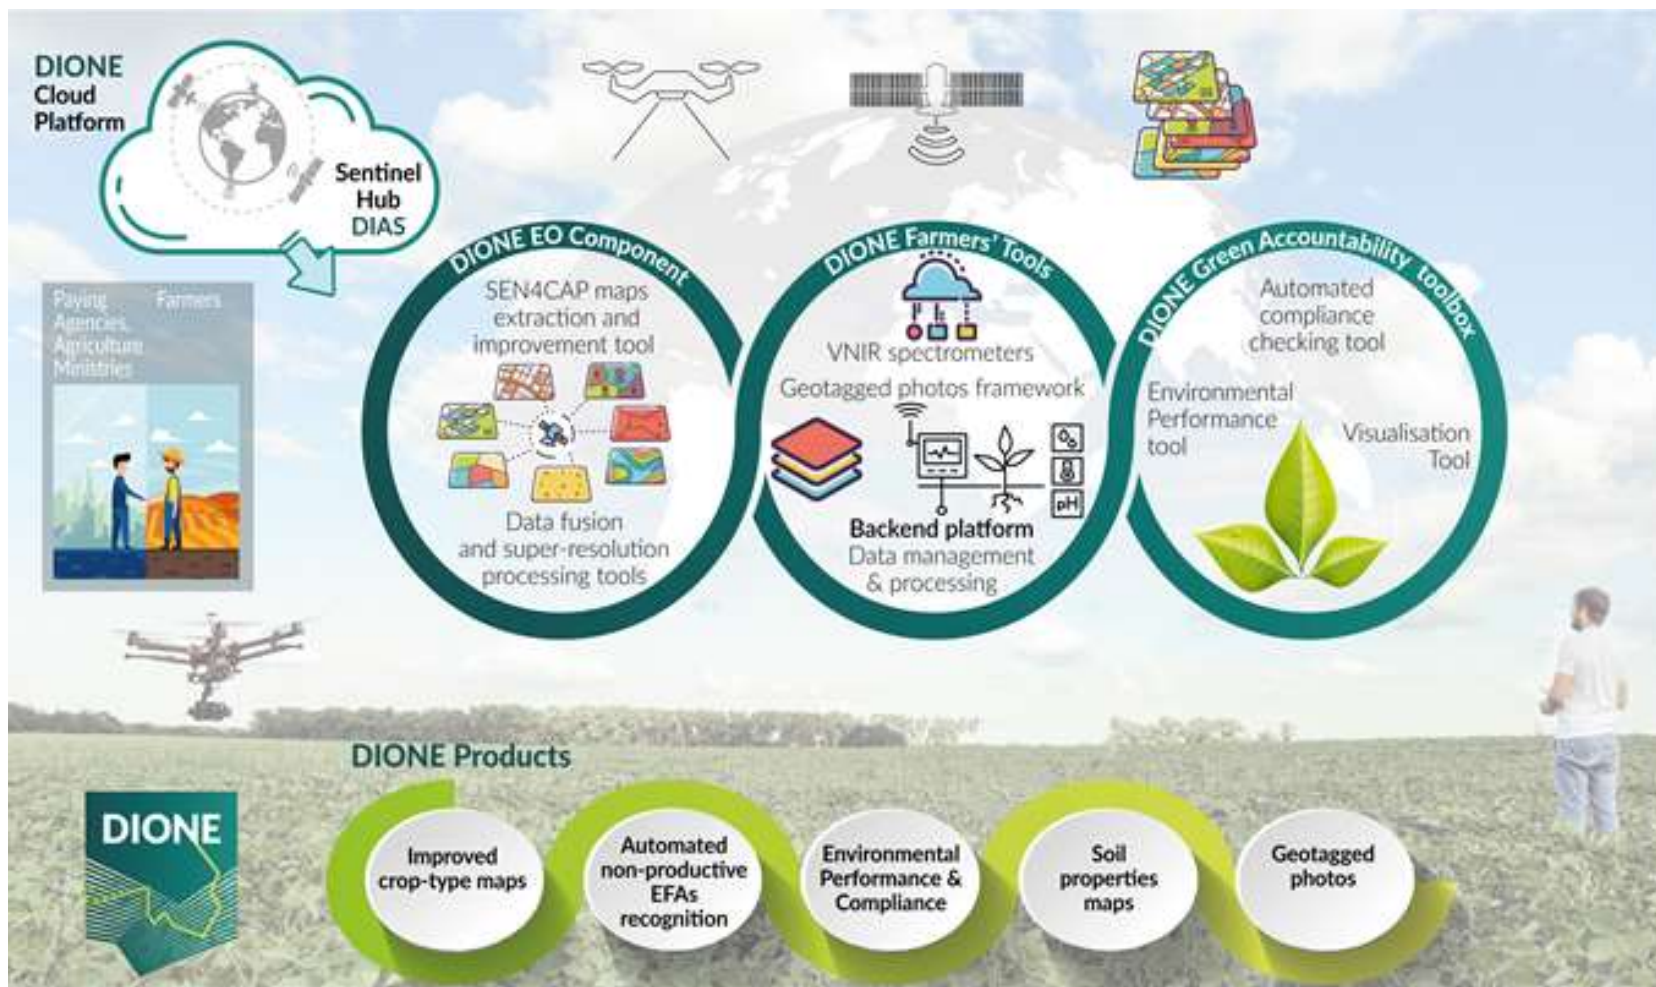 DIONE
Cloud
Platform
Sentinel
Hub
DIAS
Paying
Agencies,
Agriculture
Ministries
Farmers
DIONE EO Component
SEN4CAP maps
extraction and
improvement tool
Data fusion
and super-resolution
processing tools
DIONE Farmers' Tools
VNIR spectrometers
Geotagged photos framework
pH
Backend platform
Data management
& processing
DIONE Green Accountability toolbox
Automated
compliance
checking tool
Environmental
Performance
tool
Visualisation
Tool
DIONE Products
DIONE
Improved
crop-type maps
Automated
non-productive
EFAs
recognition
Environmental
Performance &
Compliance
Soil
properties
maps
Geotagged
photos